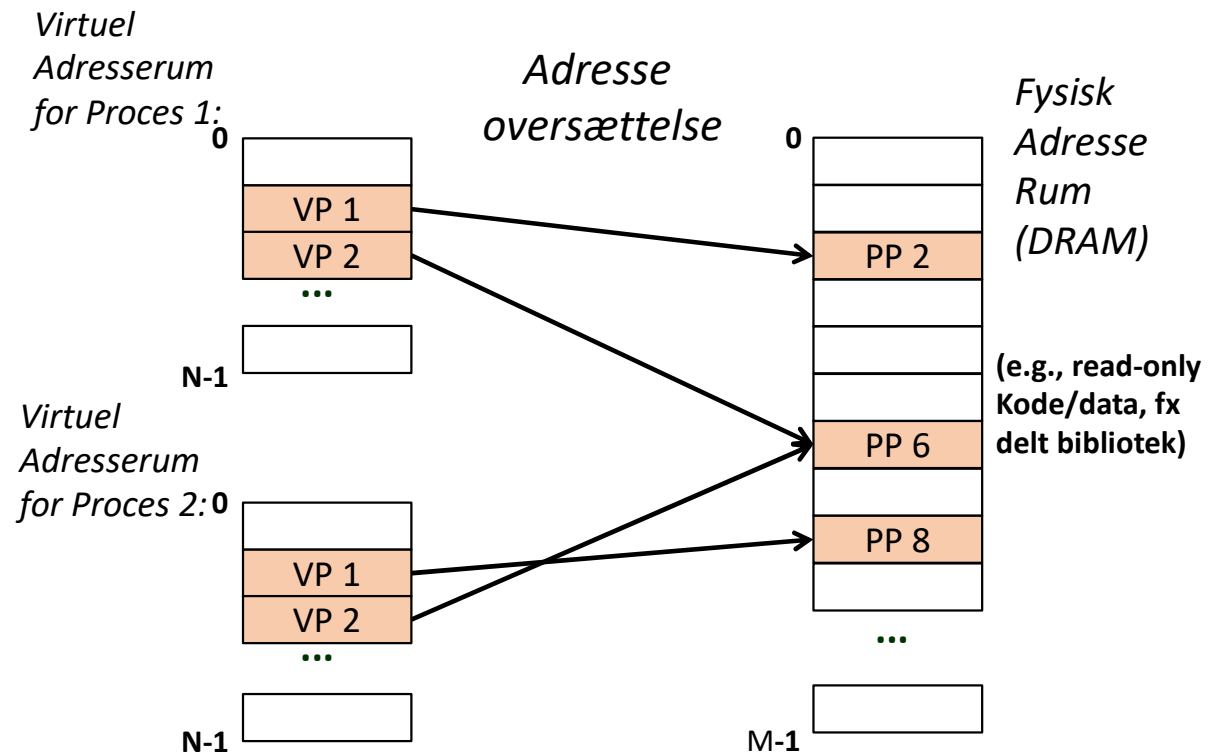 Virtuel
Adresserum
for Proces 1:
0
VP 1
VP 2
...
N-1
Virtuel
Adresserum
for Proces 2:
0
VP 1
VP 2
...
N-1
Adresse
oversættelse
0
PP 2
PP 6
PP 8
...
M-1
Fysisk
Adresse
Rum
(DRAM)
(e.g., read-only
Kode/data, fx
delt bibliotek)